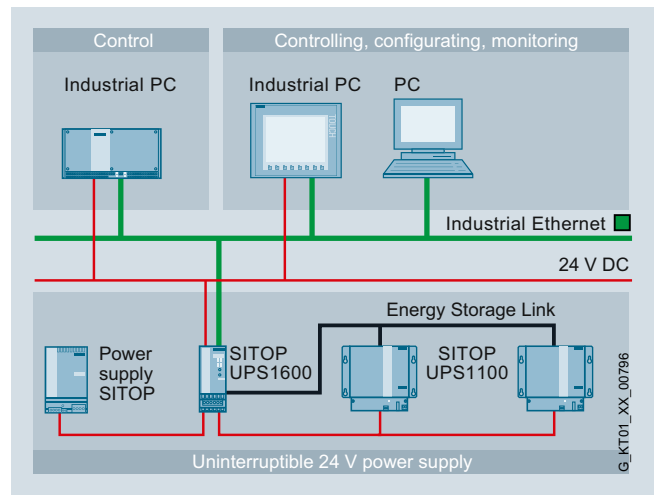 Control
Controlling, configurating, monitoring
Industrial PC
Industrial PC
PC
TOUCH
Industrial Ethernet
24 V DC
Energy Storage Link
Power
supply
SITOP
SITOP
UPS1600
SITOP
UPS1100
Uninterruptible 24 V power supply
G_KT01_XX_00796